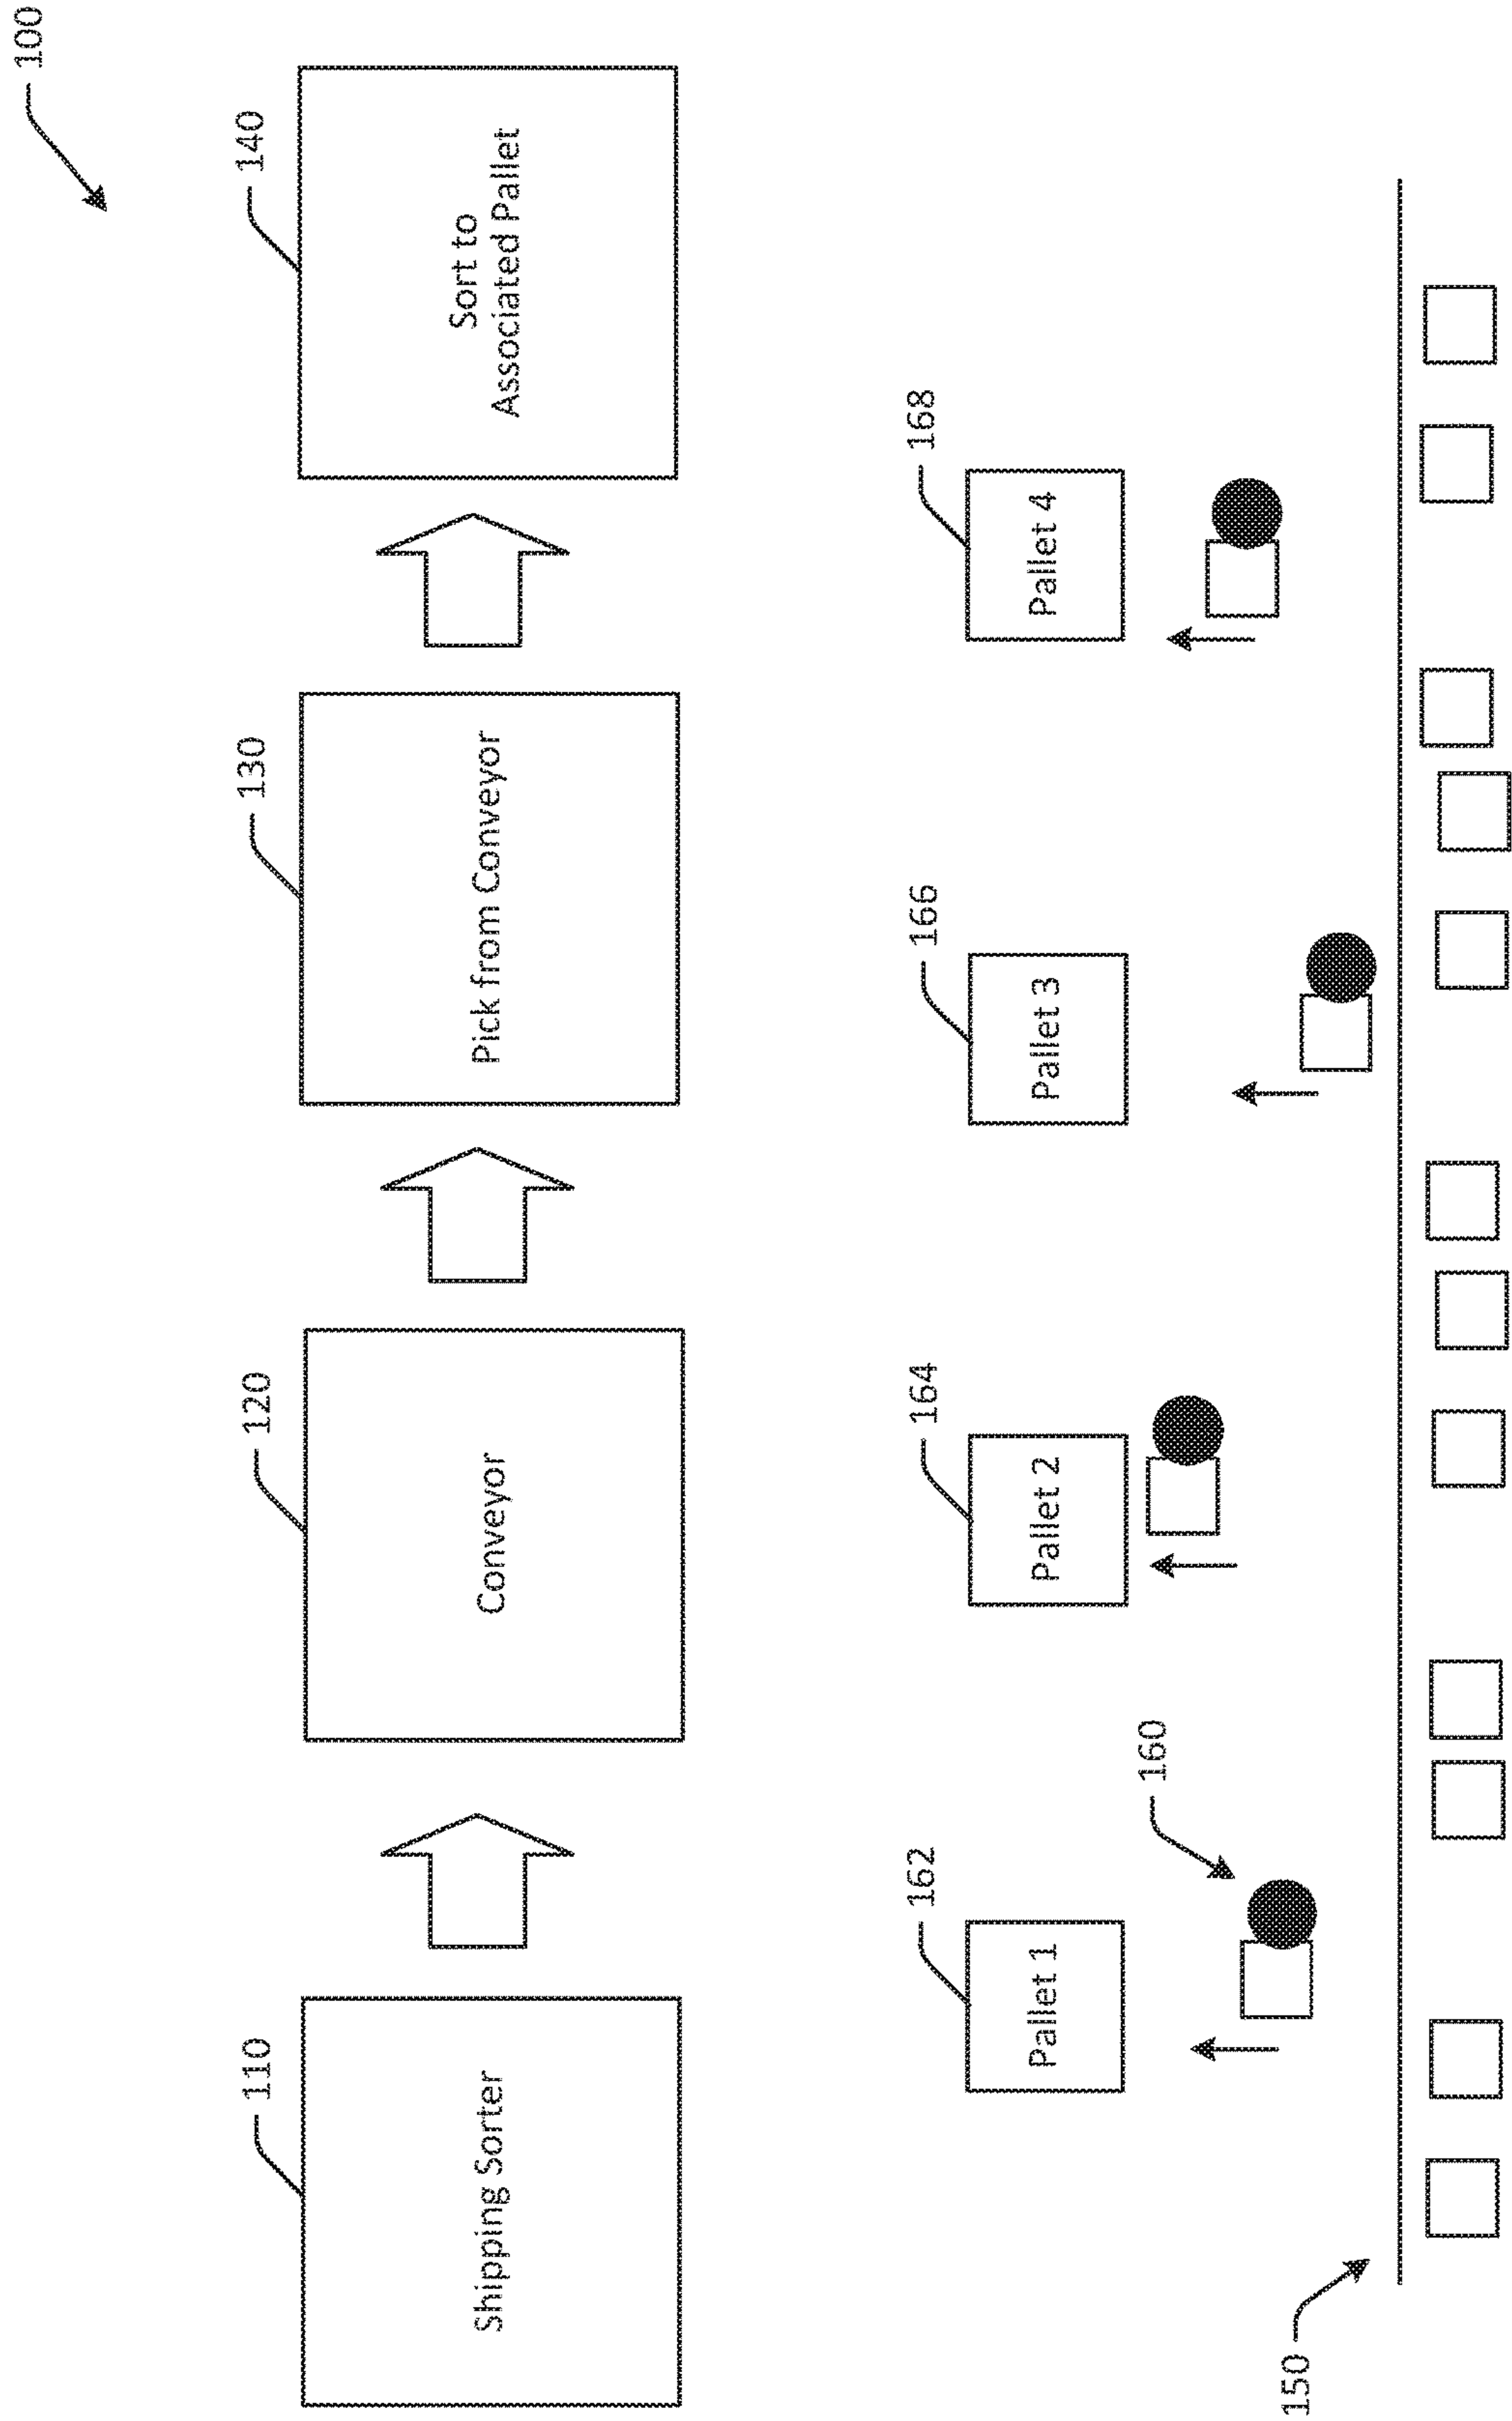 100
110
120
130
140
Shipping Sorter
Conveyor
Pick from Conveyor
Sort to
Associated Pallet
162
164
166
168
Pallet 1
Pallet 2
Pallet 3
Pallet 4
160
150